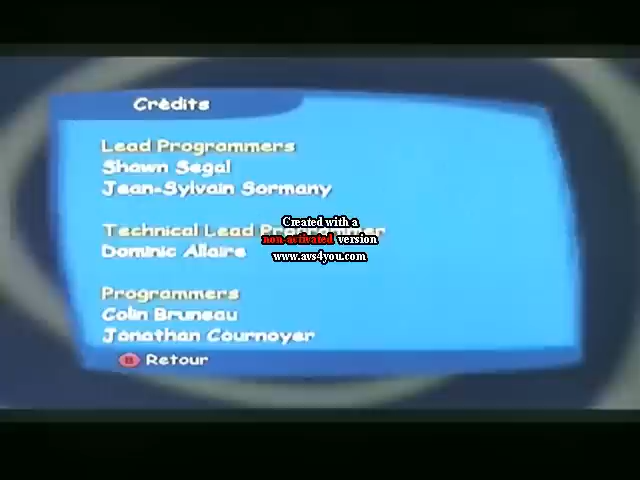 Crédits
Lead Programmers
Shawn Segal
Jean-Sylvain Sormany
Technical Lead Programmer
Dominic Allaire
Created with a
non-activated version
www.avs4you.com
Programmers
Colin Bruneau
Jonathan Cournoyer
B Retour